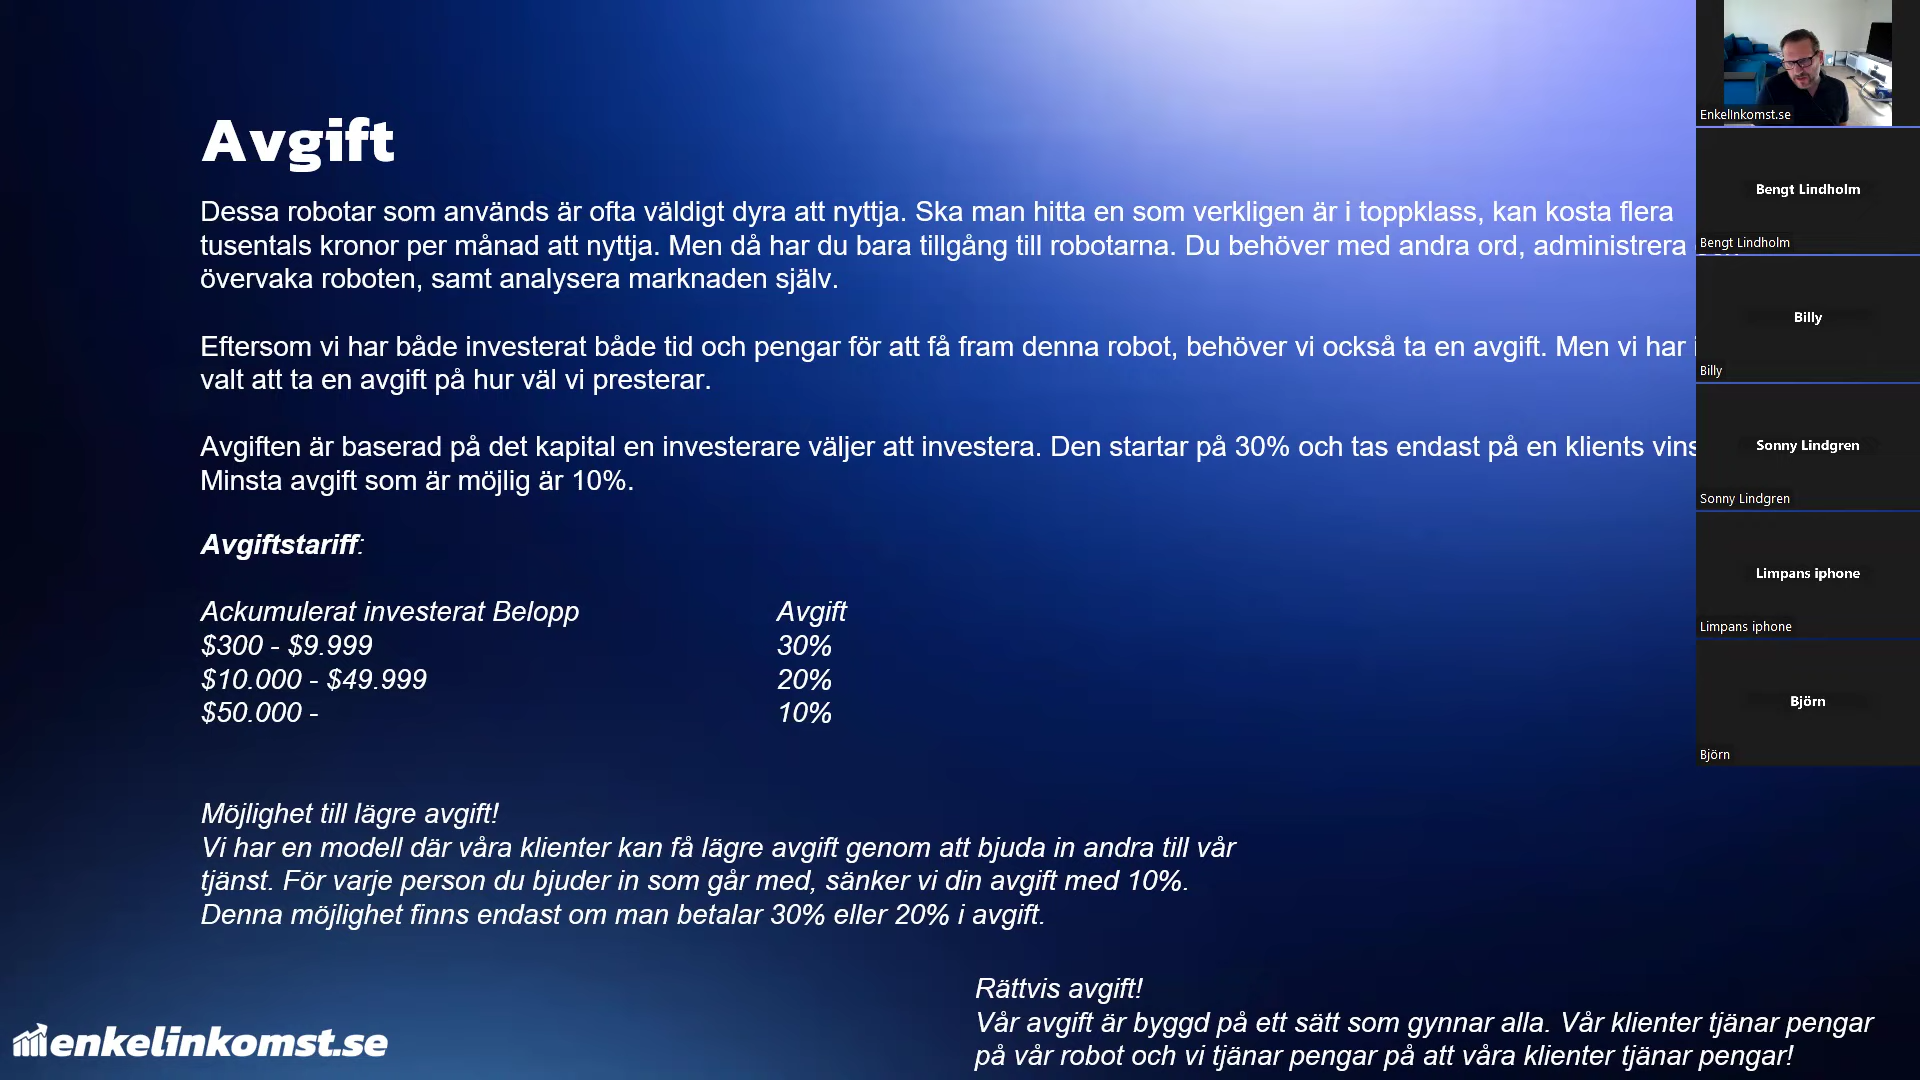 Avgift
Dessa robotar som används är ofta väldigt dyra att nyttja. Ska man hitta en som verkligen är i toppklass, kan kosta flera
tusentals kronor per månad att nyttja. Men då har du bara tillgång till robotarna. Du behöver med andra ord, administrera
övervaka roboten, samt analysera marknaden själv.
Eftersom vi har både investerat både tid och pengar för att få fram denna robot, behöver vi också ta en avgift. Men vi har
valt att ta en avgift på hur väl vi presterar.
Avgiften är baserad på det kapital en investerare väljer att investera. Den startar på 30% och tas endast på en klients vins
Minsta avgift som är möjlig är 10%.
Avgiftstariff:
Ackumulerat investerat Belopp Avgift
$300 - $9.999 30%
$10.000 - $49.999 20%
$50.000 - 10%
Möjlighet till lägre avgift!
Vi har en modell där våra klienter kan få lägre avgift genom att bjuda in andra till vår
tjänst. För varje person du bjuder in som går med, sänker vi din avgift med 10%.
Denna möjlighet finns endast om man betalar 30% eller 20% i avgift.
Rättvis avgift!
Vår avgift är byggd på ett sätt som gynnar alla. Vår klienter tjänar pengar
på vår robot och vi tjänar pengar på att våra klienter tjänar pengar!
enkelinkomst.se
EnkelInkomst.se
Bengt Lindholm
Bengt Lindholm
Billy
Billy
Sonny Lindgren
Sonny Lindgren
Limpans iphone
Limpans iphone
Björn
Björn